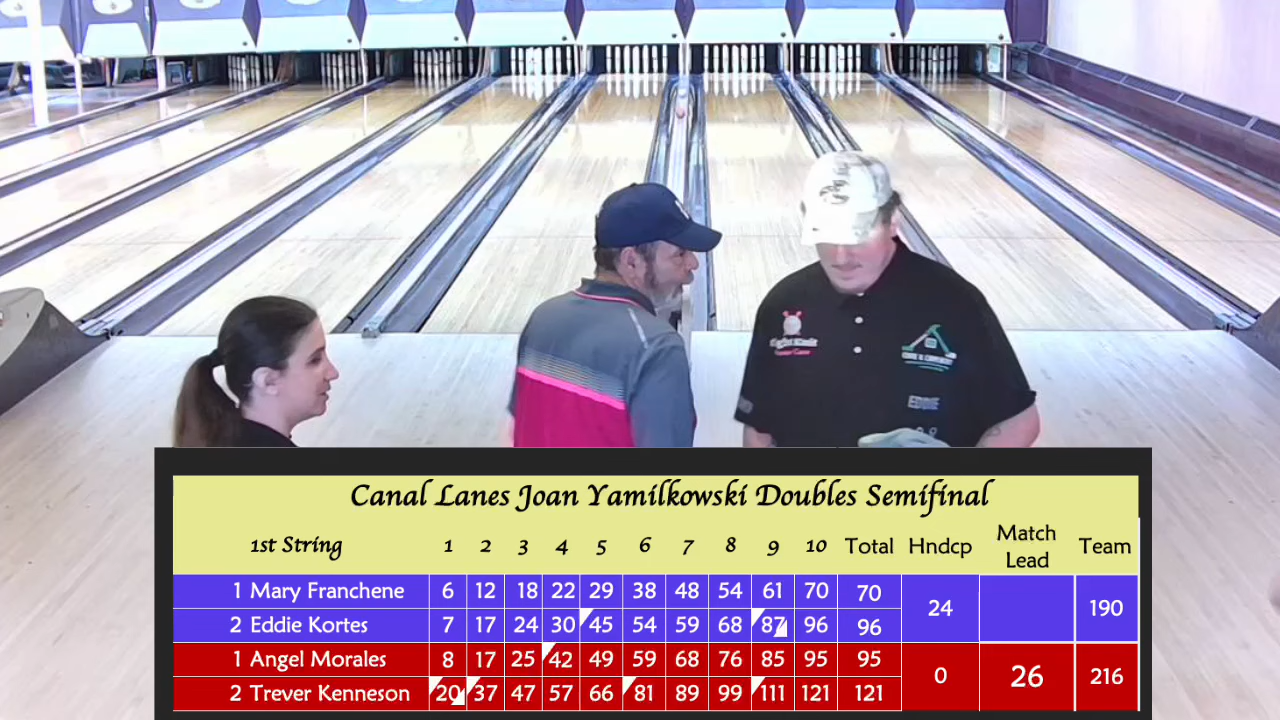 EDDIE
Canal Lanes Joan Yamilkowski Doubles Semifinal
1st String 1 2 3 4 5 6 7 8 9 10 Total Hndcp Match Lead Team
1 Mary Franchene 6 12 18 22 29 38 48 54 61 70 70 24 190
2 Eddie Kortes 7 17 24 30 45 54 59 68 87 96 96
1 Angel Morales 8 17 25 42 49 59 68 76 85 95 95 0 26 216
2 Trever Kenneson 20 37 47 57 66 81 89 99 111 121 121